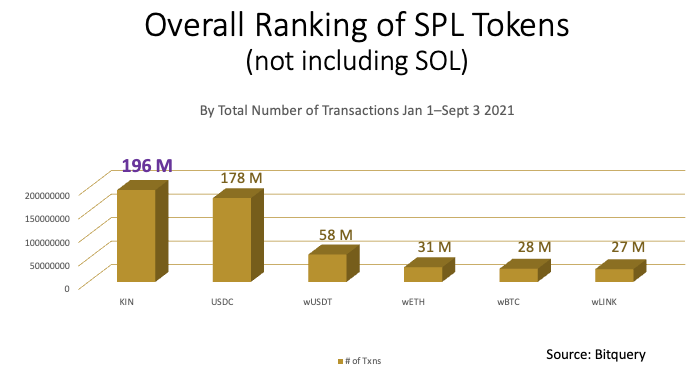 Overall Ranking of SPL Tokens
(not including SOL)
By Total Number of Transactions Jan 1–Sept 3 2021
196 M
178 M
58 M
31 M
28 M
27 M
200000000
150000000
100000000
50000000
0
KIN
USDC
wUSDT
wETH
wBTC
wLINK
# of Txns
Source: Bitquery